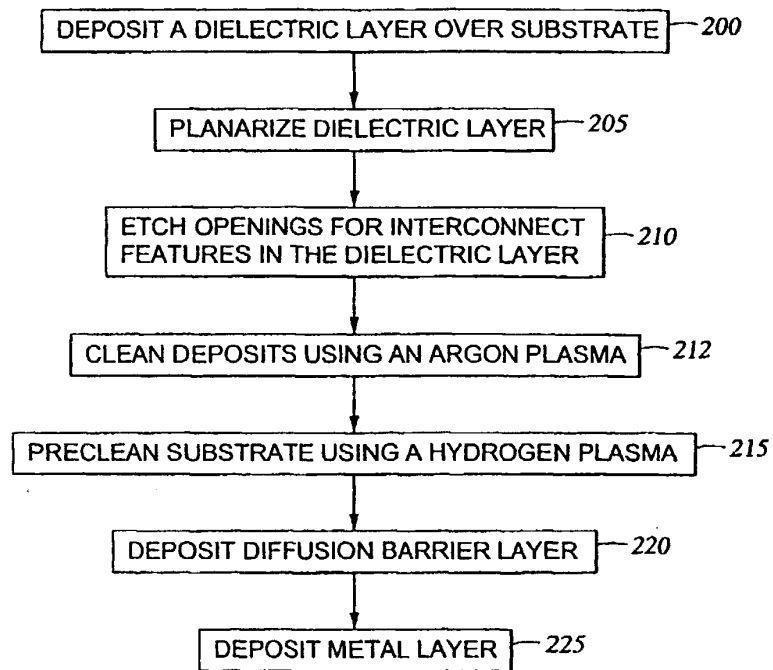 DEPOSIT A DIELECTRIC LAYER OVER SUBSTRATE 200
PLANARIZE DIELECTRIC LAYER 205
ETCH OPENINGS FOR INTERCONNECT
FEATURES IN THE DIELECTRIC LAYER 210
CLEAN DEPOSITS USING AN ARGON PLASMA 212
PRECLEAN SUBSTRATE USING A HYDROGEN PLASMA 215
DEPOSIT DIFFUSION BARRIER LAYER 220
DEPOSIT METAL LAYER 225